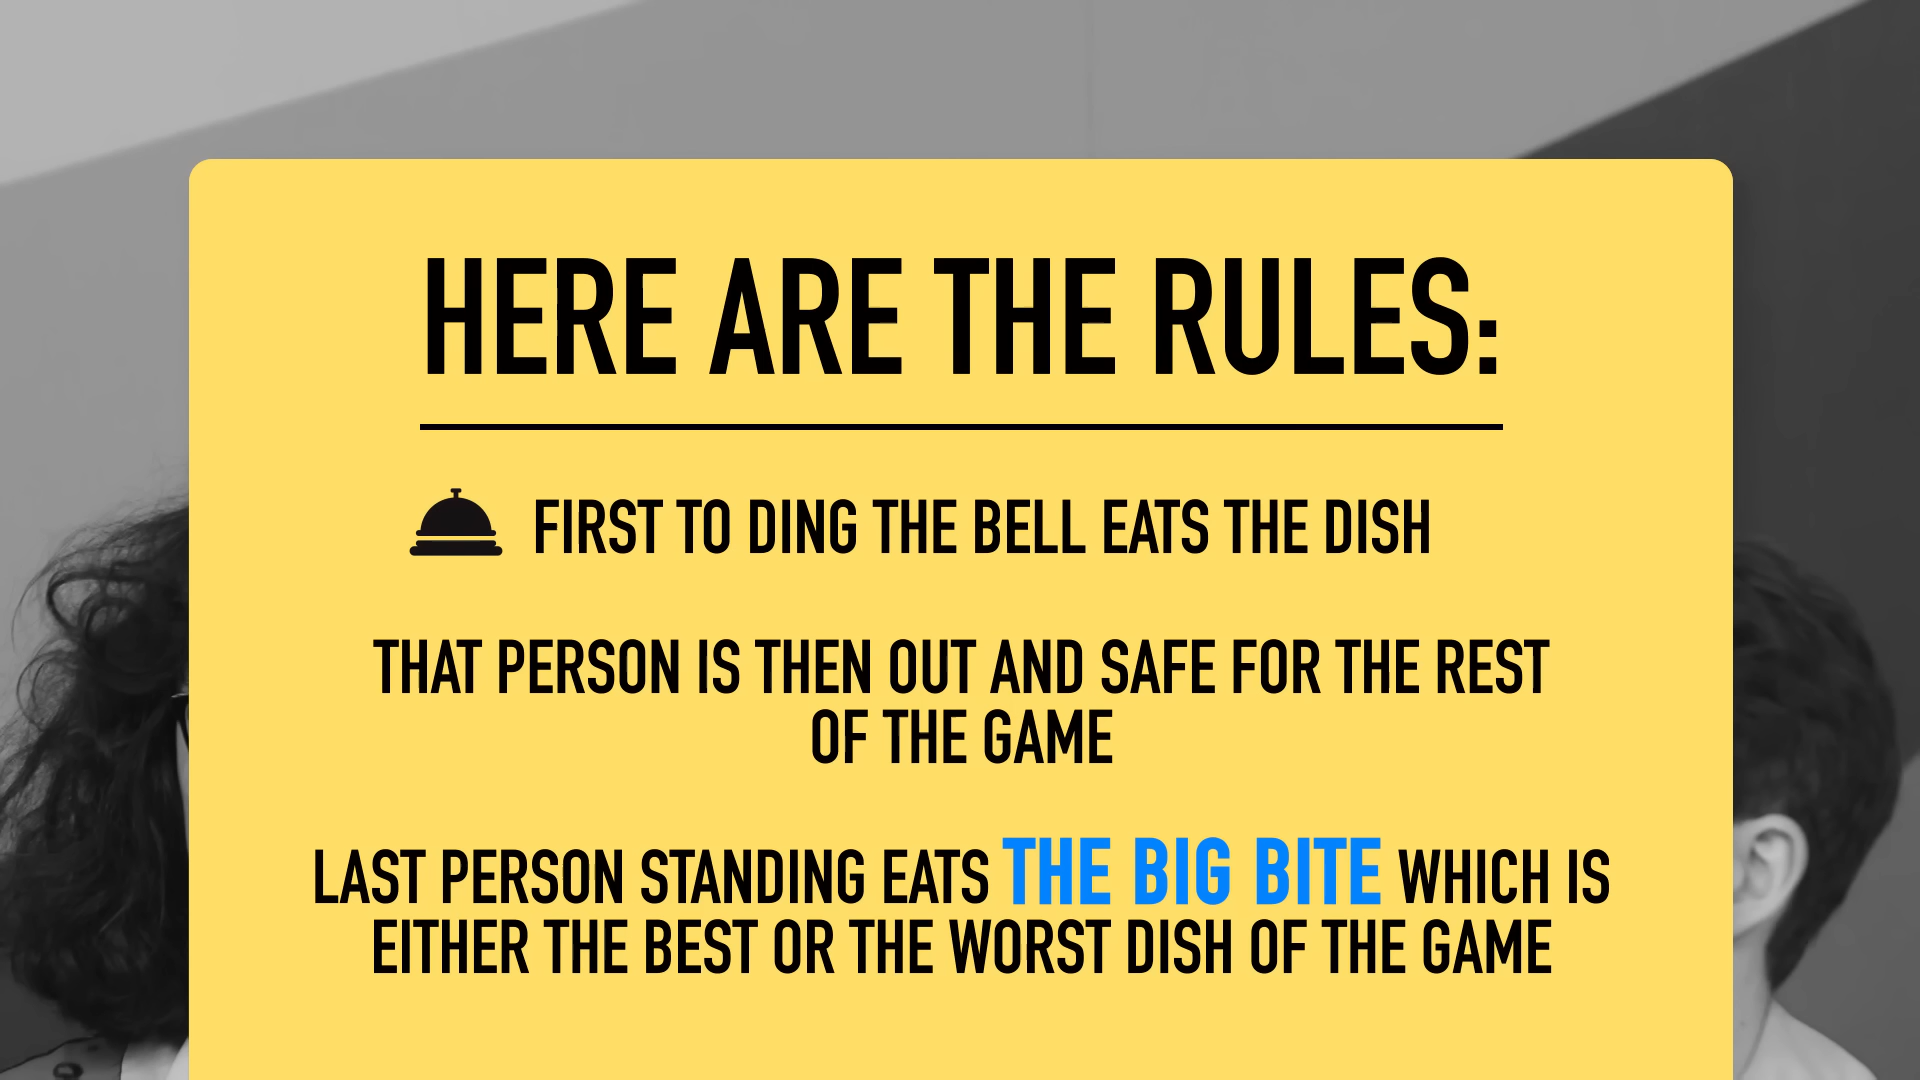 HERE ARE THE RULES:
FIRST TO DING THE BELL EATS THE DISH
THAT PERSON IS THEN OUT AND SAFE FOR THE REST
OF THE GAME
LAST PERSON STANDING EATS THE BIG BITE WHICH IS
EITHER THE BEST OR THE WORST DISH OF THE GAME